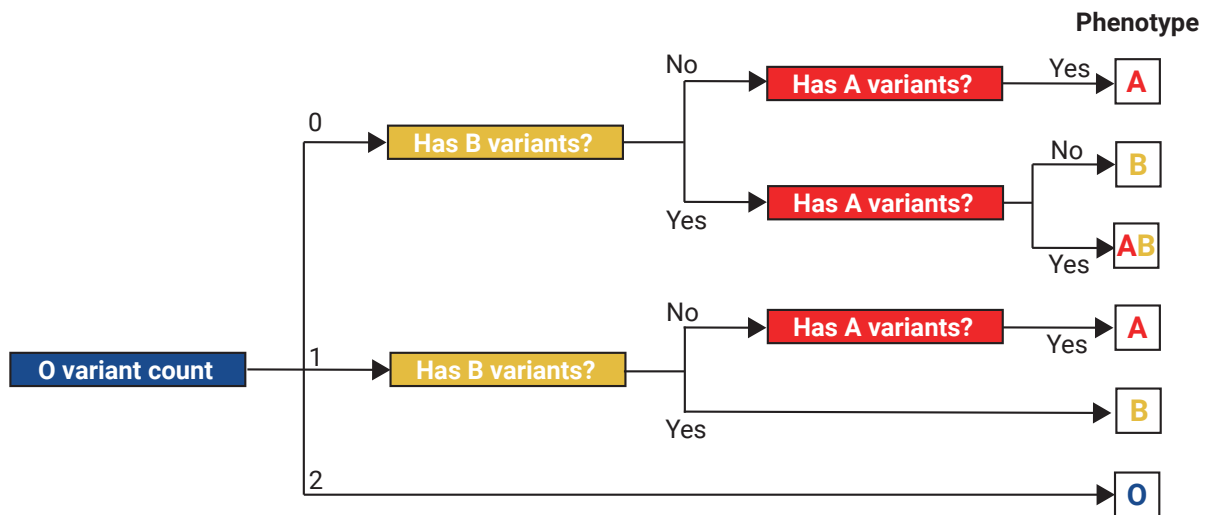 Phenotype
No
Has A variants?
Yes
A
0
Has B variants?
No
B
Yes
Has A variants?
Yes
AB
No
Has A variants?
Yes
A
O variant count
1
Has B variants?
Yes
B
2
O